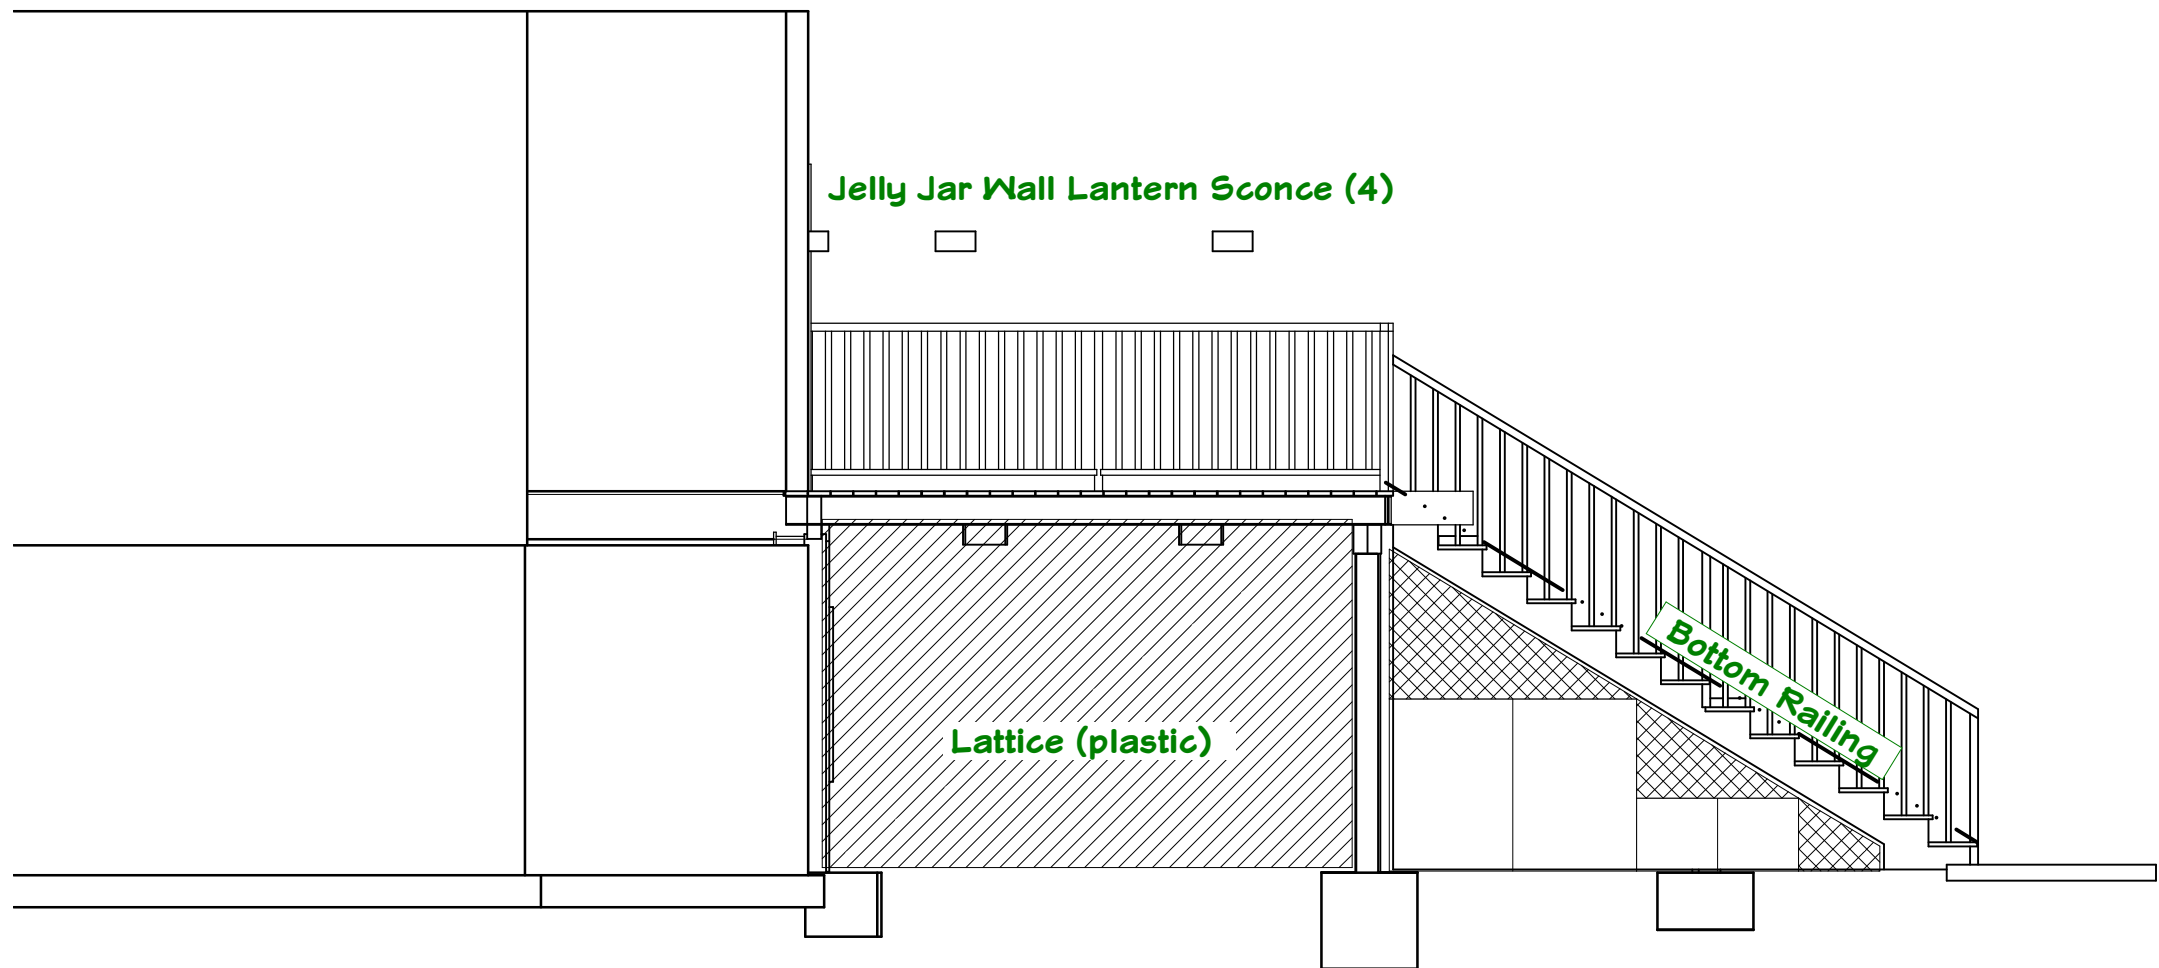 Jelly Jar Wall Lantern Sconce (4)
Bottom Railing
Lattice (plastic)